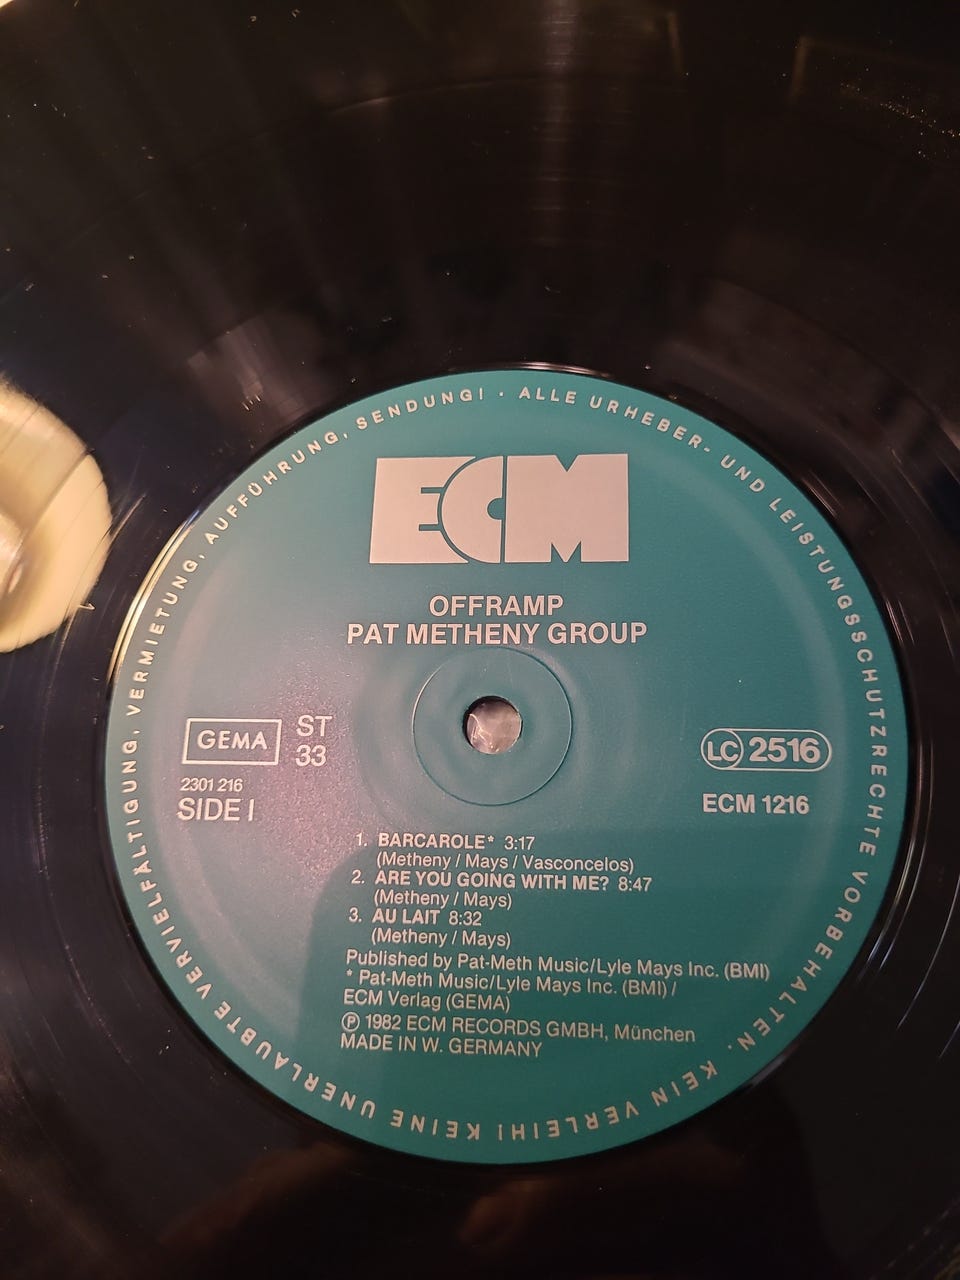 ALLE URHEBER- UND LEISTUNGSSCHUTZRECHTE VORBEHALTEN. KEIN VERLEIH! KEINE UNERLAUBTE VERVIELFÄLTIGUNG, VERMIETUNG, AUFFÜHRUNG, SENDUNG! ·
ECM
OFFRAMP
PAT METHENY GROUP
GEMA
ST
33
2301 216
SIDE I
LC 2516
ECM 1216
1. BARCAROLE* 3:17
(Metheny / Mays / Vasconcelos)
2. ARE YOU GOING WITH ME? 8:47
(Metheny / Mays)
3. AU LAIT 8:32
(Metheny / Mays)
Published by Pat-Meth Music/Lyle Mays Inc. (BMI)
* Pat-Meth Music/Lyle Mays Inc. (BMI) /
ECM Verlag (GEMA)
Ⓟ 1982 ECM RECORDS GMBH, München
MADE IN W. GERMANY